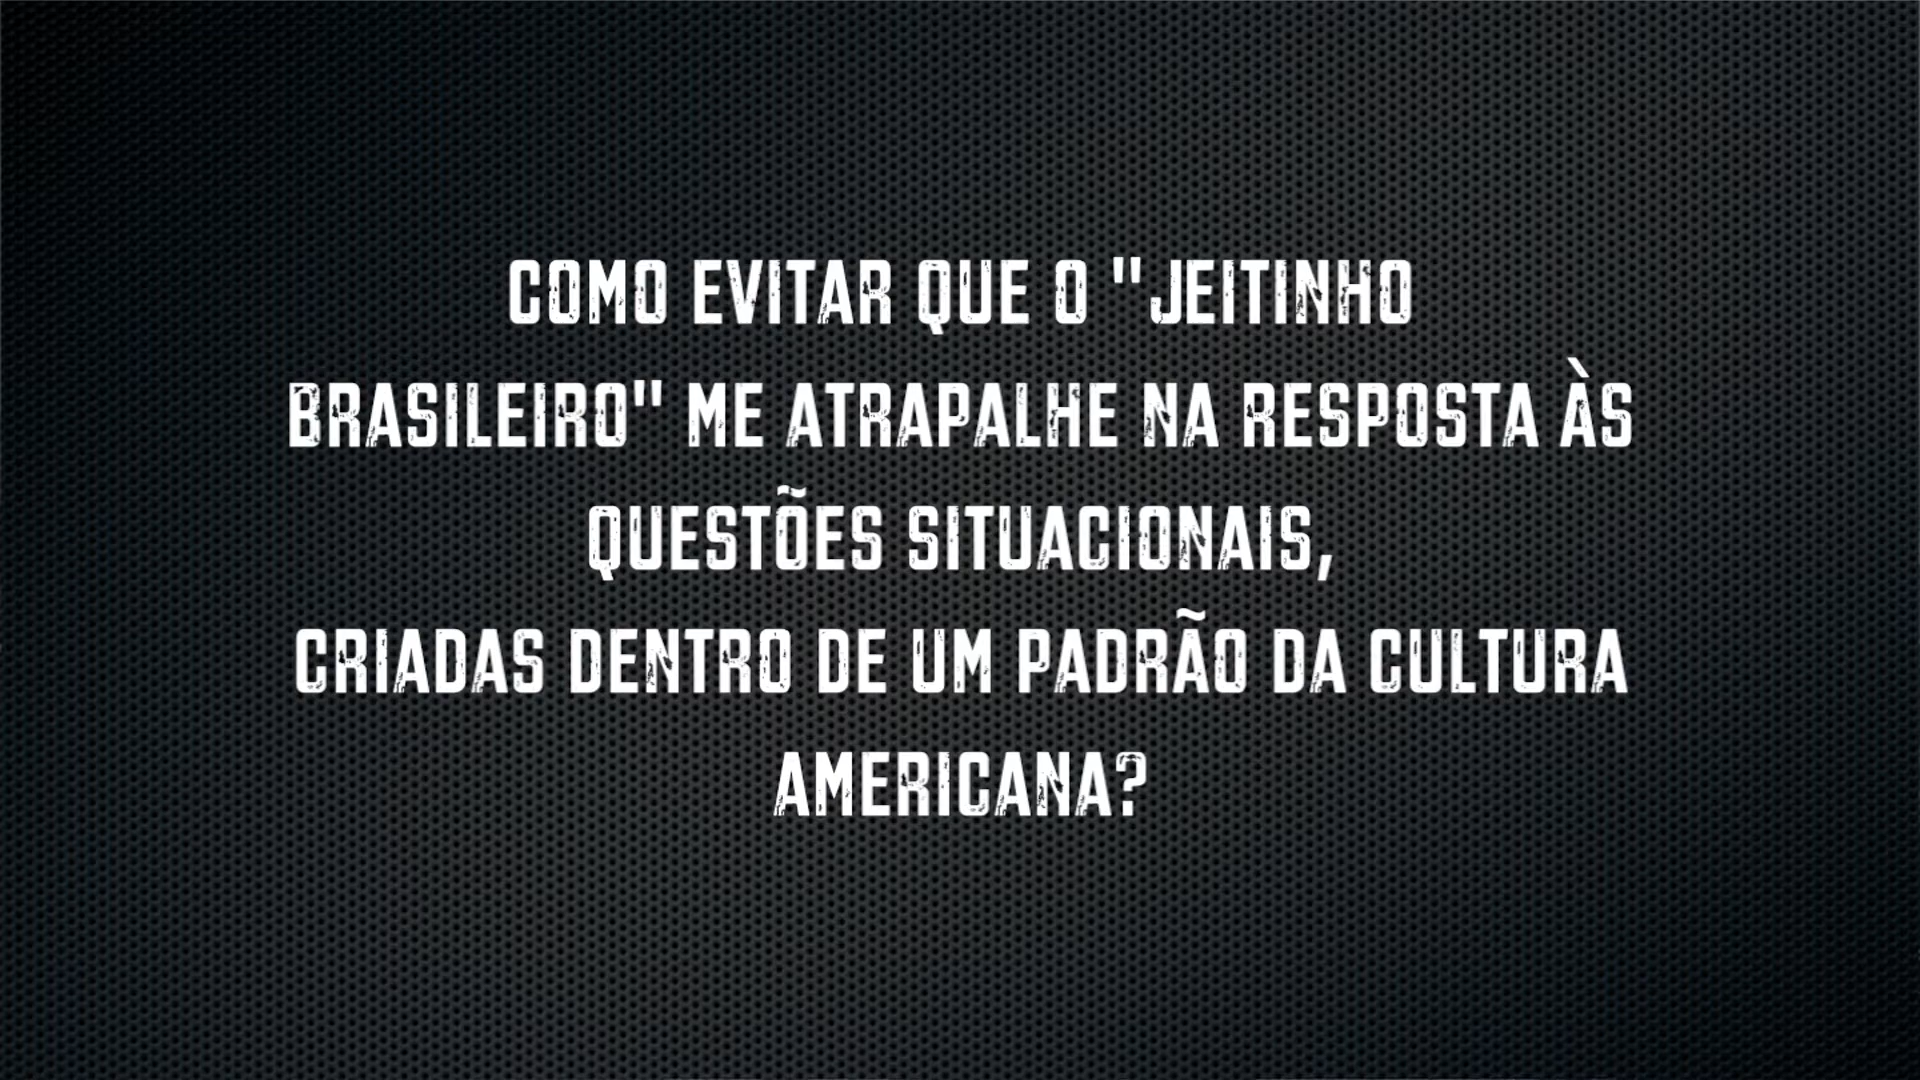 COMO EVITAR QUE O "JEITINHO
BRASILEIRO" ME ATRAPALHE NA RESPOSTA ÀS
QUESTÕES SITUACIONAIS,
CRIADAS DENTRO DE UM PADRÃO DA CULTURA
AMERICANA?